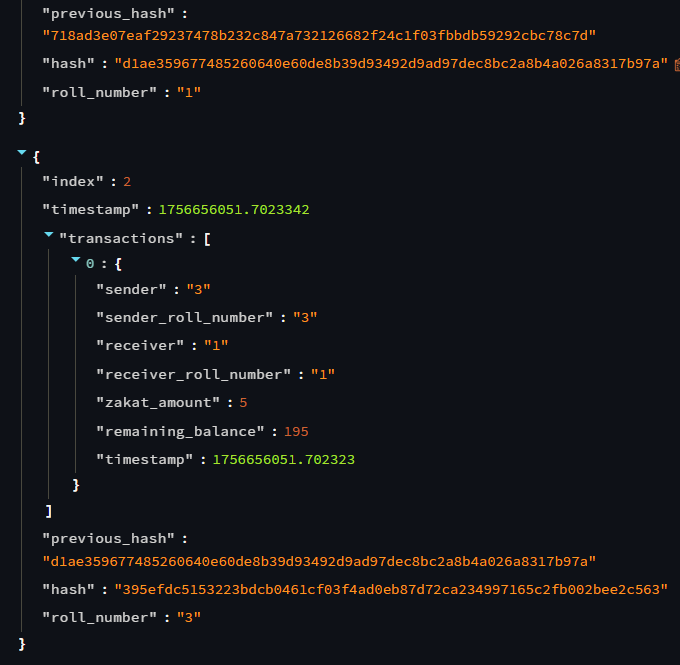 "previous_hash" :
"718ad3e07eaf29237478b232c847a732126682f24c1f03fbbdb59292cbc78c7d"
"hash" : "d1ae359677485260640e60de8b39d93492d9ad97dec8bc2a8b4a026a8317b97a"
"roll_number" : "1"
}
{
"index" : 2
"timestamp" : 1756656051.7023342
"transactions" : [
0 : {
"sender" : "3"
"sender_roll_number" : "3"
"receiver" : "1"
"receiver_roll_number" : "1"
"zakat_amount" : 5
"remaining_balance" : 195
"timestamp" : 1756656051.702323
}
]
"previous_hash" :
"d1ae359677485260640e60de8b39d93492d9ad97dec8bc2a8b4a026a8317b97a"
"hash" : "395efdc5153223bdcb0461cf03f4ad0eb87d72ca234997165c2fb002bee2c563"
"roll_number" : "3"
}